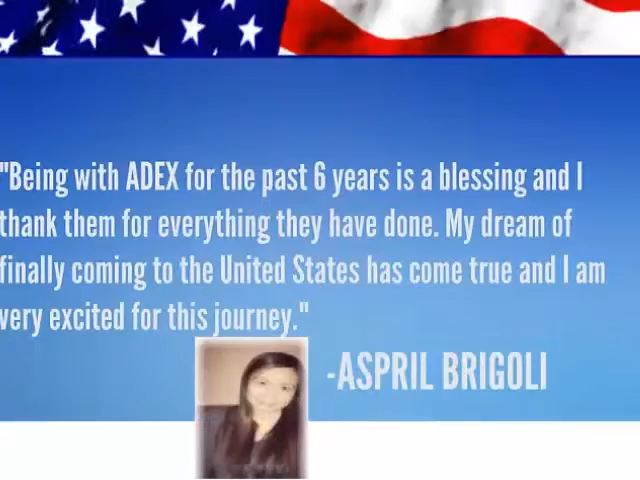 "Being with ADEX for the past 6 years is a blessing and I
thank them for everything they have done. My dream of
finally coming to the United States has come true and I am
very excited for this journey."
-ASPRIL BRIGOLI